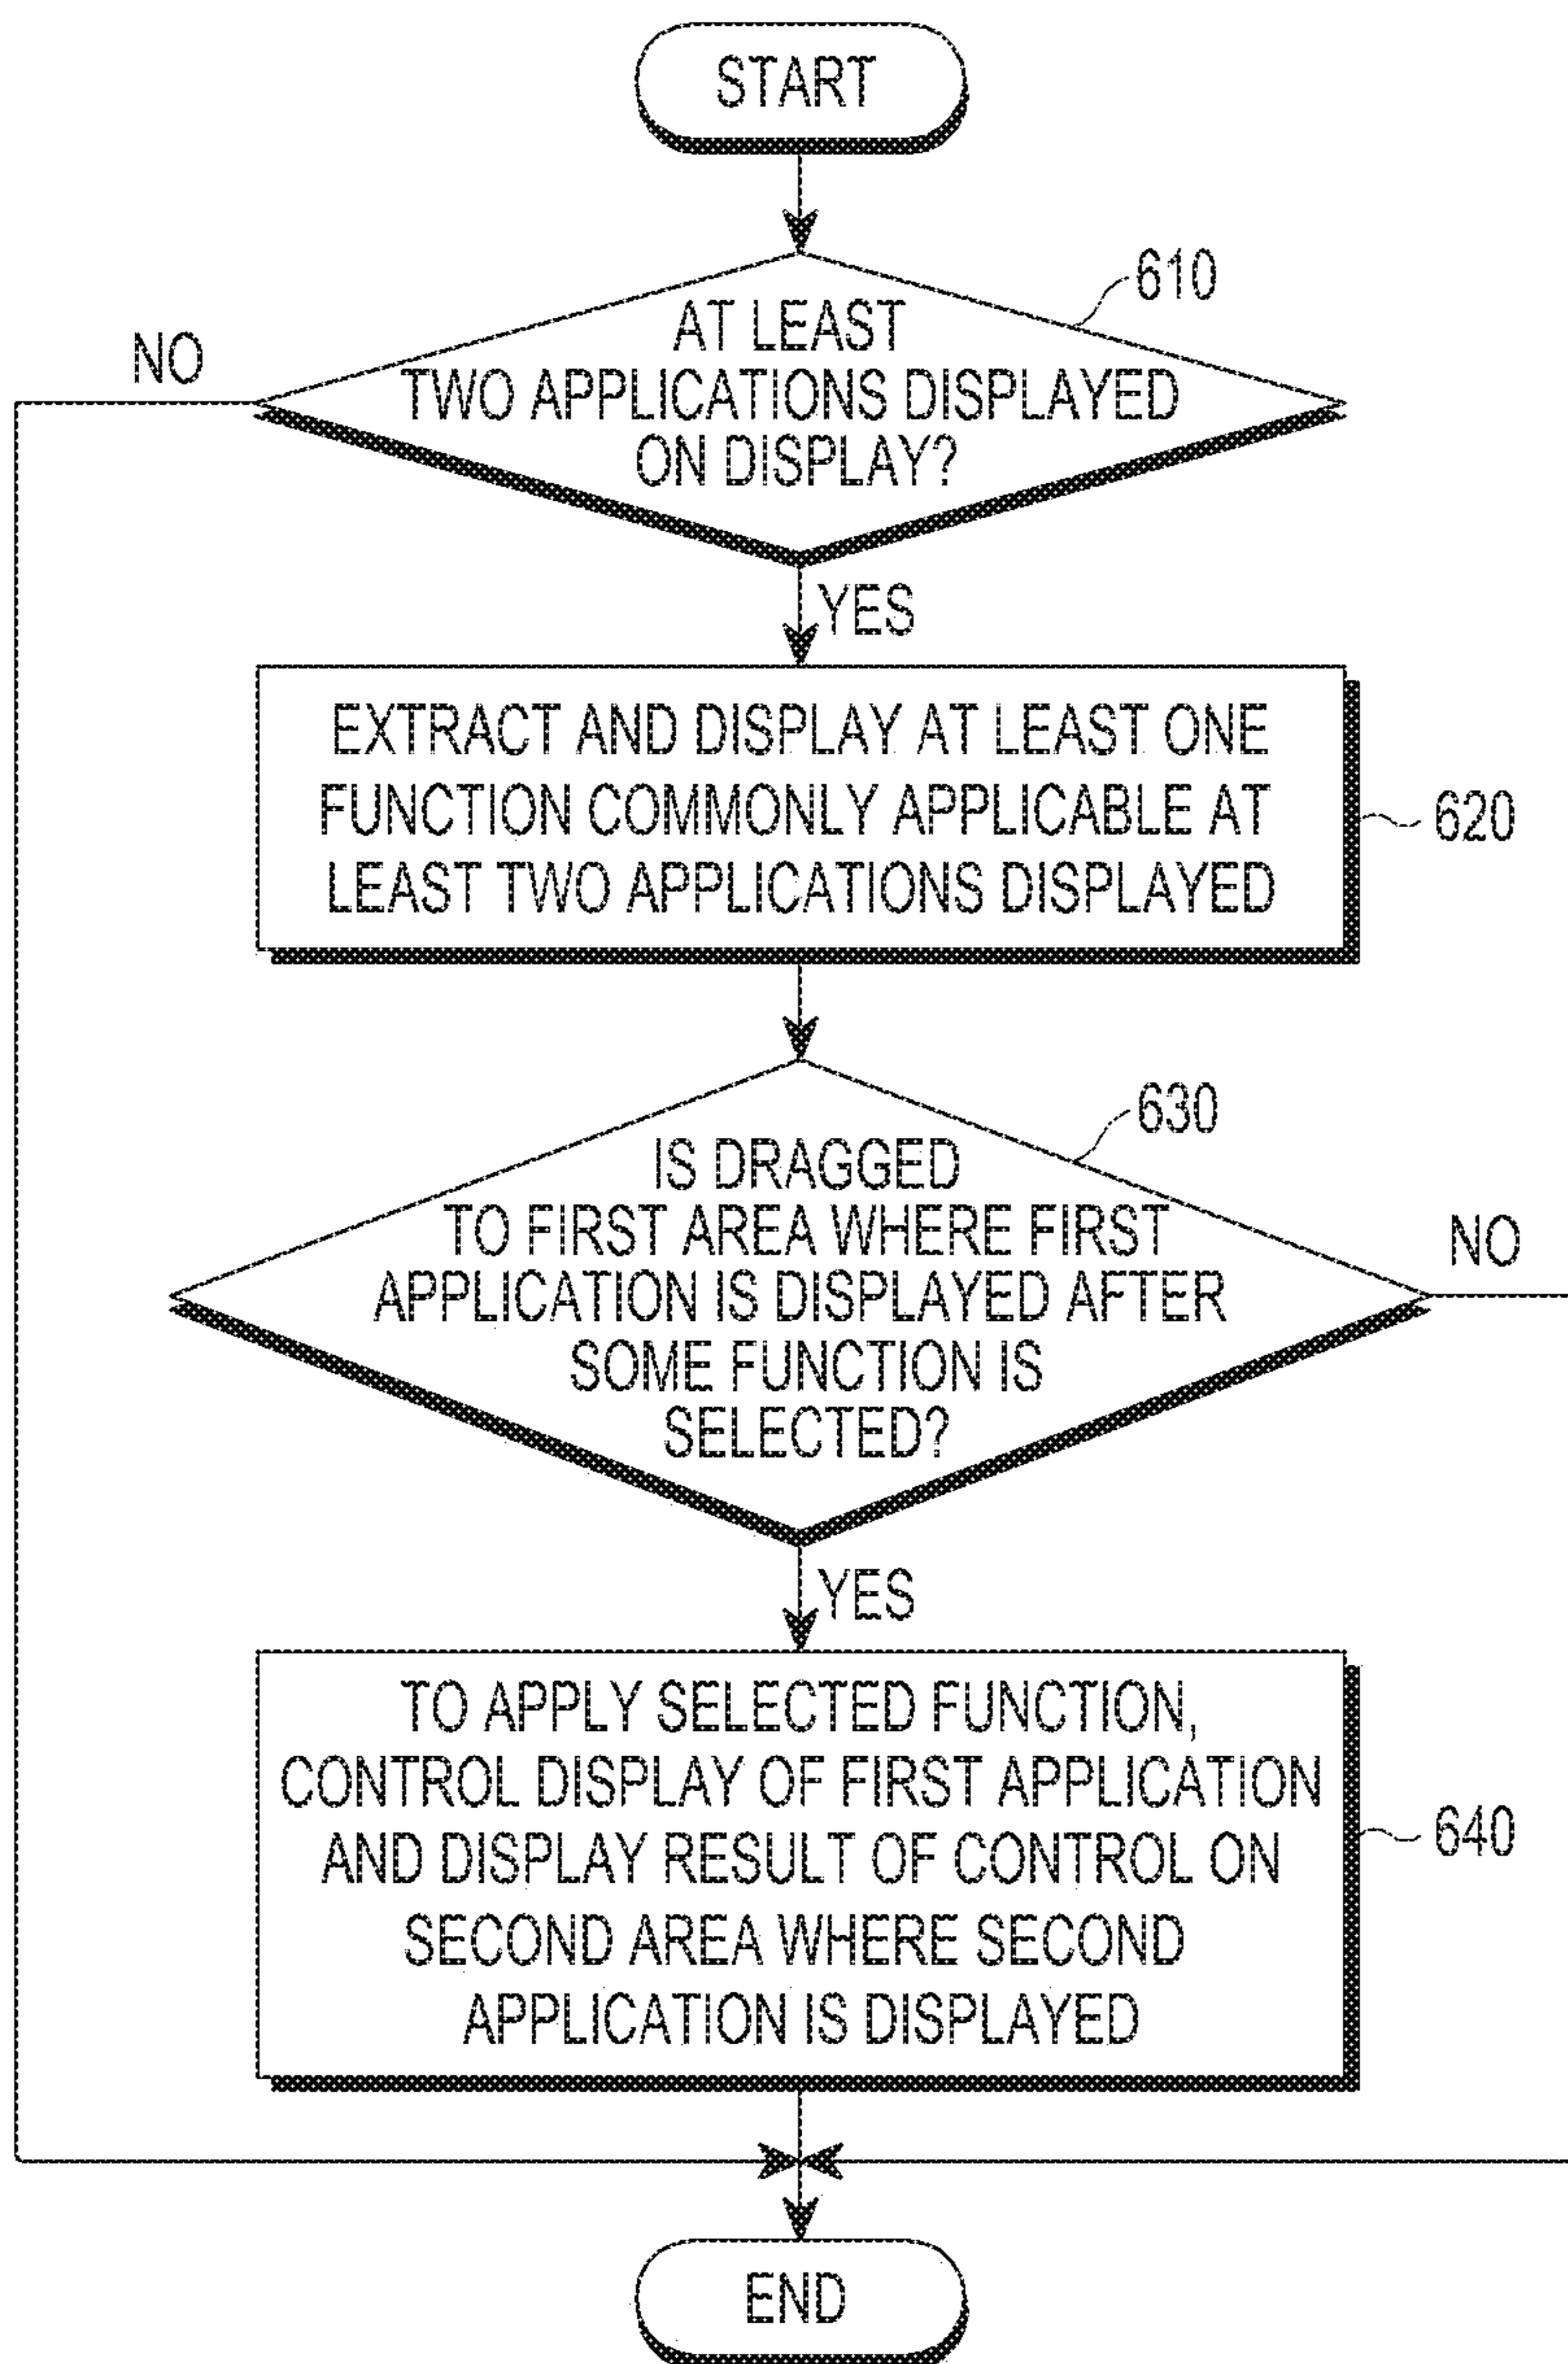 START
610
NO
AT LEAST
TWO APPLICATIONS DISPLAYED
ON DISPLAY?
YES
EXTRACT AND DISPLAY AT LEAST ONE
FUNCTION COMMONLY APPLICABLE AT
LEAST TWO APPLICATIONS DISPLAYED
620
630
IS DRAGGED
TO FIRST AREA WHERE FIRST
APPLICATION IS DISPLAYED AFTER
SOME FUNCTION IS
SELECTED?
NO
YES
TO APPLY SELECTED FUNCTION,
CONTROL DISPLAY OF FIRST APPLICATION
AND DISPLAY RESULT OF CONTROL ON
SECOND AREA WHERE SECOND
APPLICATION IS DISPLAYED
640
END